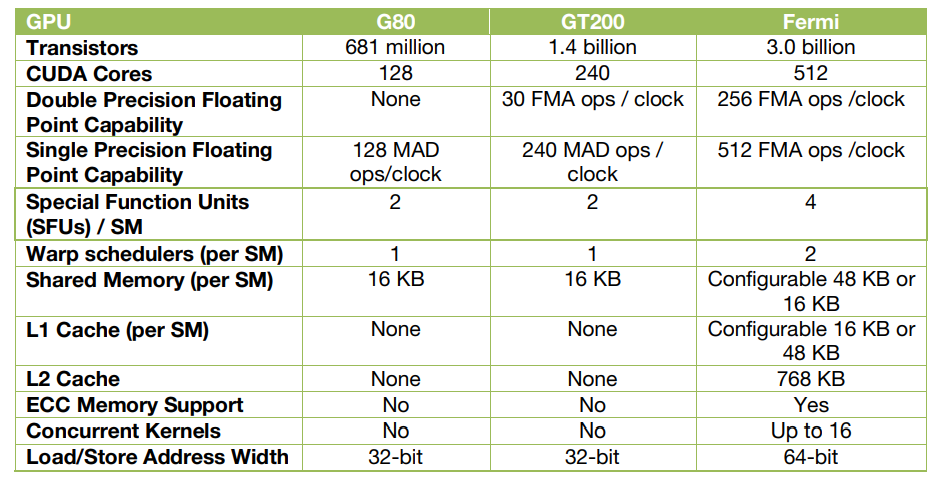 GPU G80 GT200 Fermi
Transistors 681 million 1.4 billion 3.0 billion
CUDA Cores 128 240 512
Double Precision Floating None 30 FMA ops / clock 256 FMA ops /clock
Point Capability
Single Precision Floating 128 MAD 240 MAD ops / 512 FMA ops /clock
Point Capability ops/clock clock
Special Function Units 2 2 4
(SFUs) / SM
Warp schedulers (per SM) 1 1 2
Shared Memory (per SM) 16 KB 16 KB Configurable 48 KB or
16 KB
L1 Cache (per SM) None None Configurable 16 KB or
48 KB
L2 Cache None None 768 KB
ECC Memory Support No No Yes
Concurrent Kernels No No Up to 16
Load/Store Address Width 32-bit 32-bit 64-bit